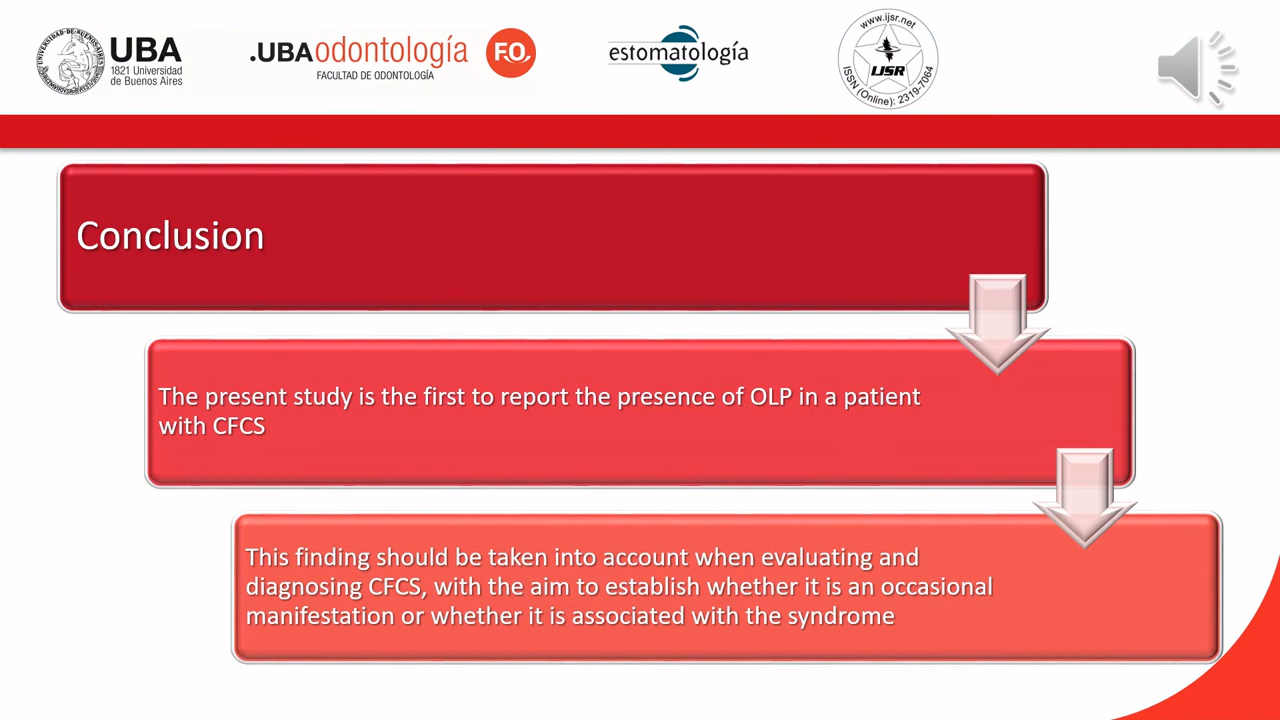 UBA
1821 Universidad
de Buenos Aires
.UBAodontología
FACULTAD DE ODONTOLOGÍA
F.O.
estomatología
www.ijsr.net
IJSR
ISSN (Online): 2319-7064
Conclusion
The present study is the first to report the presence of OLP in a patient
with CFCS
This finding should be taken into account when evaluating and
diagnosing CFCS, with the aim to establish whether it is an occasional
manifestation or whether it is associated with the syndrome